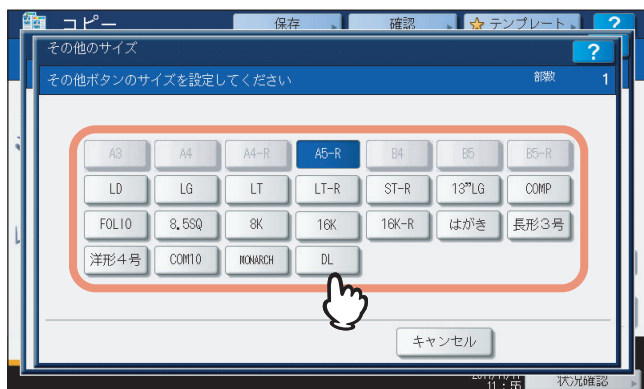 コピー 保存 確認 テンプレート ?
その他のサイズ ?
その他ボタンのサイズを設定してください 部数 1
A3 A4 A4-R A5-R B4 B5 B5-R
LD LG LT LT-R ST-R 13"LG COMP
FOLIO 8.5SQ 8K 16K 16K-R はがき 長形3号
洋形4号 COM10 MONARCH DL
キャンセル
状況確認